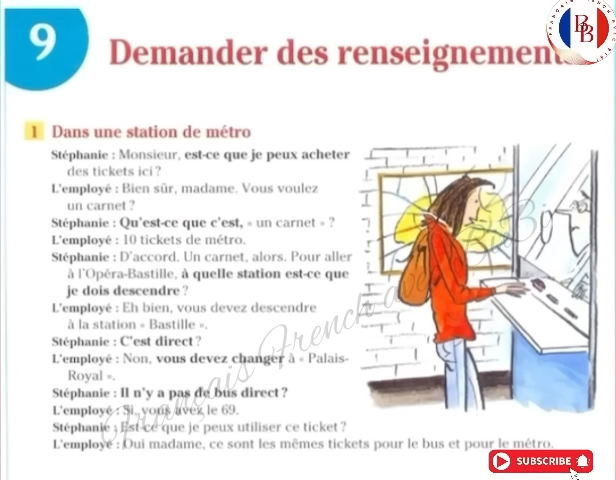 9
Demander des renseignement
1 Dans une station de métro
Stéphanie : Monsieur, est-ce que je peux acheter
des tickets ici ?
L'employé : Bien sûr, madame. Vous voulez
un carnet ?
Stéphanie : Qu'est-ce que c'est, « un carnet » ?
L'employé : 10 tickets de métro.
Stéphanie : D'accord. Un carnet, alors. Pour aller
à l'Opéra-Bastille, à quelle station est-ce que
je dois descendre ?
L'employé : Eh bien, vous devez descendre
à la station « Bastille ».
Stéphanie : C'est direct ?
L'employé : Non, vous devez changer à « Palais-
Royal ».
Stéphanie : Il n'y a pas de bus direct ?
L'employé : Si, vous avez le 69.
Stéphanie : Est-ce que je peux utiliser ce ticket ?
L'employé : Oui madame, ce sont les mêmes tickets pour le bus et pour le métro.
Français French
SUBSCRIBE